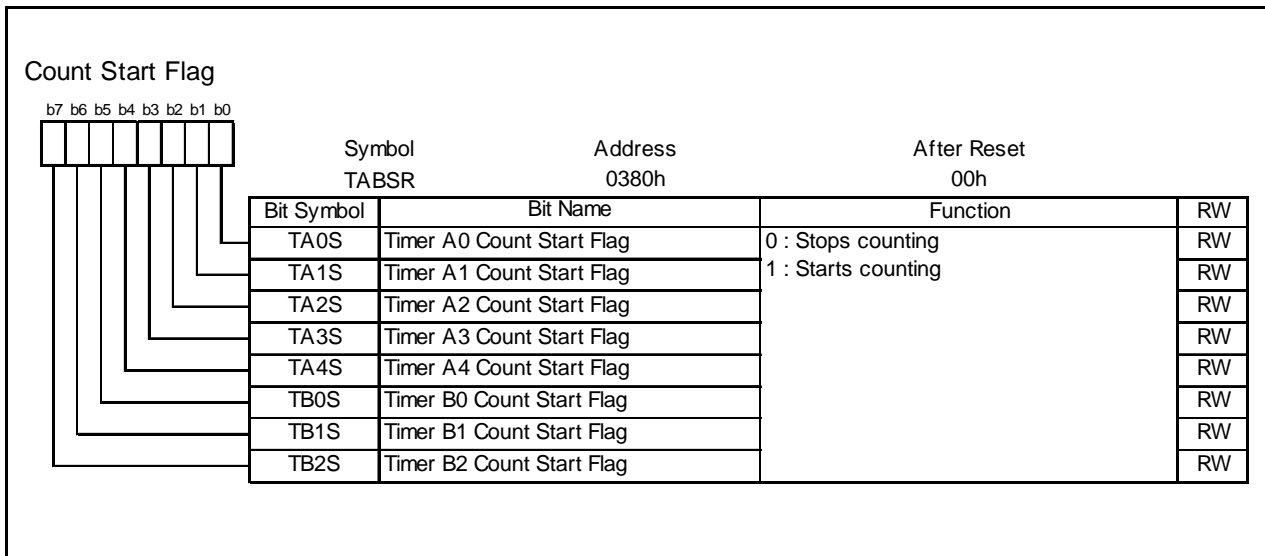 Count Start Flag
b7 b6 b5 b4 b3 b2 b1 b0
Symbol Address After Reset
TABSR 0380h 00h
Bit Symbol Bit Name Function RW
TA0S Timer A0 Count Start Flag 0 : Stops counting RW
TA1S Timer A1 Count Start Flag 1 : Starts counting RW
TA2S Timer A2 Count Start Flag RW
TA3S Timer A3 Count Start Flag RW
TA4S Timer A4 Count Start Flag RW
TB0S Timer B0 Count Start Flag RW
TB1S Timer B1 Count Start Flag RW
TB2S Timer B2 Count Start Flag RW